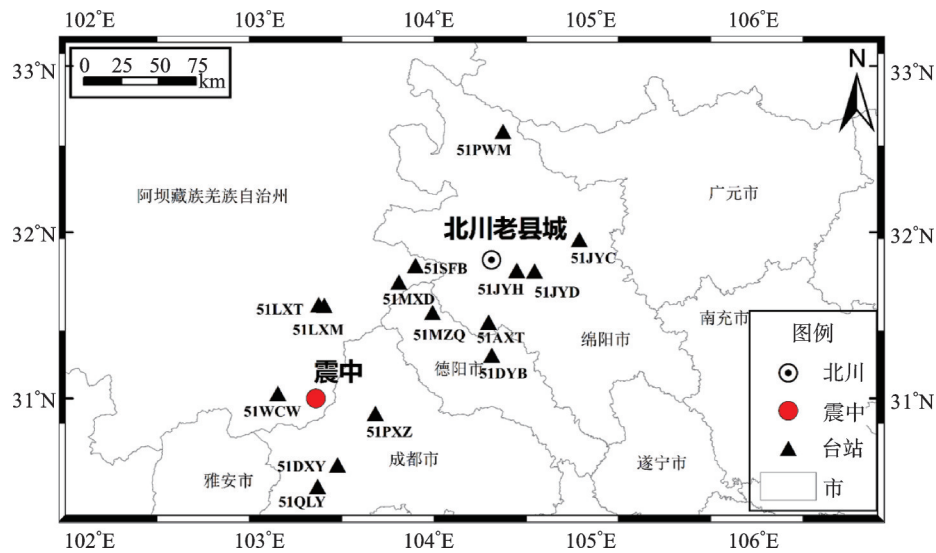 102°E 103°E 104°E 105°E 106°E
0 25 50 75
km
N
33°N 33°N
51PWM
阿坝藏族羌族自治州
广元市
32°N 32°N
北川老县城
51JYC
51SFB
51JYH 51JYD
51MXD
51LXT
51LXM
51MZQ
51AXT
绵阳市
南充市
图例
震中
德阳市
51DYB
北川
31°N 31°N
51WCW
震中
51PXZ
台站
51DXY
成都市
雅安市
遂宁市
市
51QLY
102°E 103°E 104°E 105°E 106°E